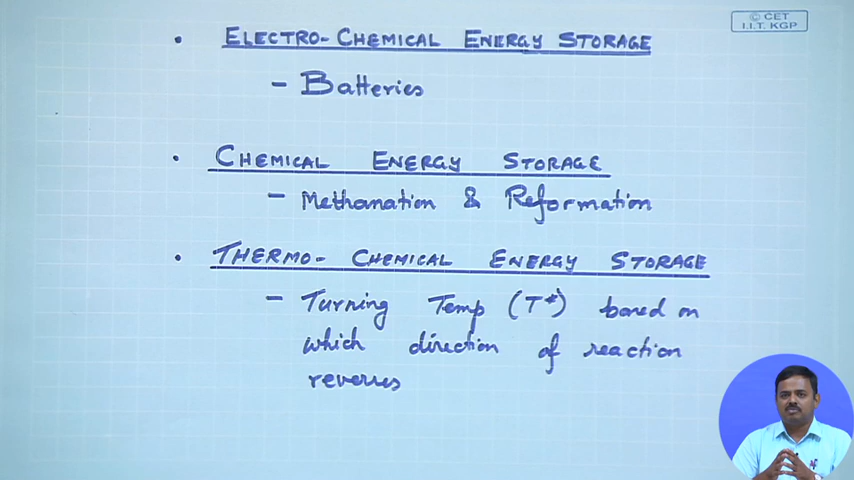 © CET
I.I.T. KGP
• ELECTRO-CHEMICAL ENERGY STORAGE
- Batteries
• CHEMICAL ENERGY STORAGE
- Methanation & Reformation
• THERMO-CHEMICAL ENERGY STORAGE
- Turning Temp (T*) based on
which direction of reaction
reverses